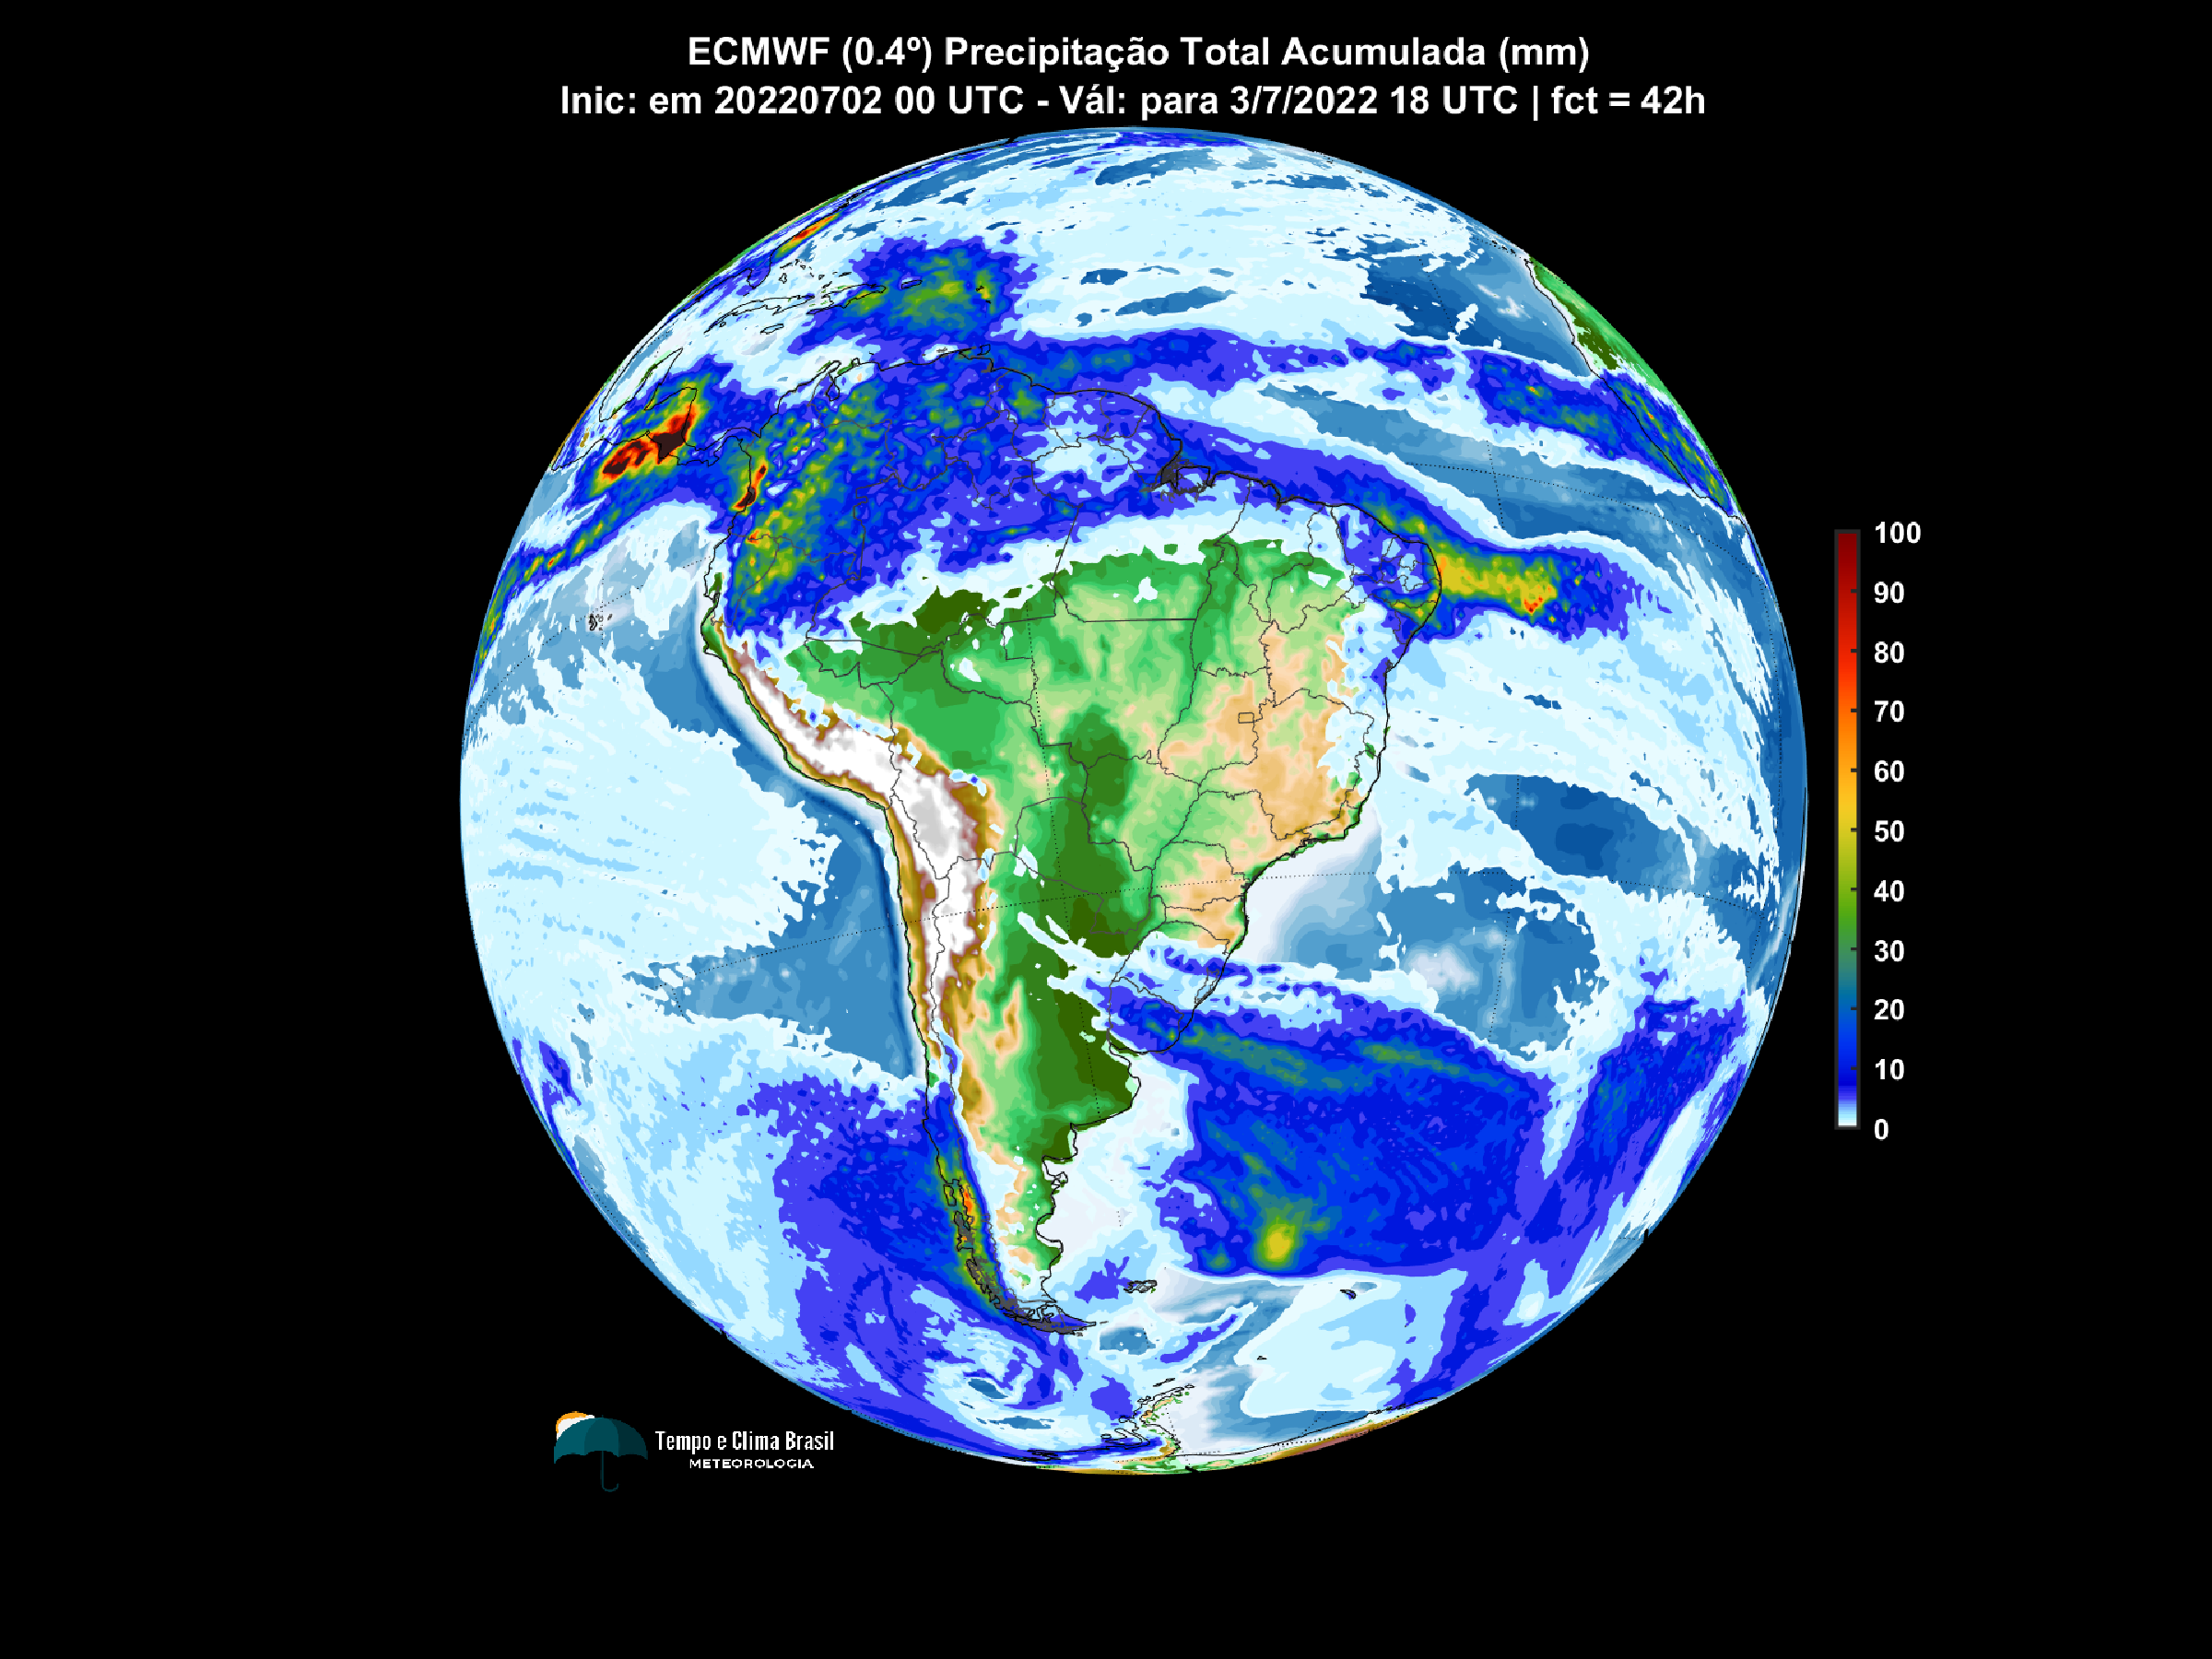 ECMWF (0.4º) Precipitação Total Acumulada (mm)
Inic: em 20220702 00 UTC - Vál: para 3/7/2022 18 UTC | fct = 42h
100
90
80
70
60
50
40
30
20
10
0
Tempo e Clima Brasil
METEOROLOGIA